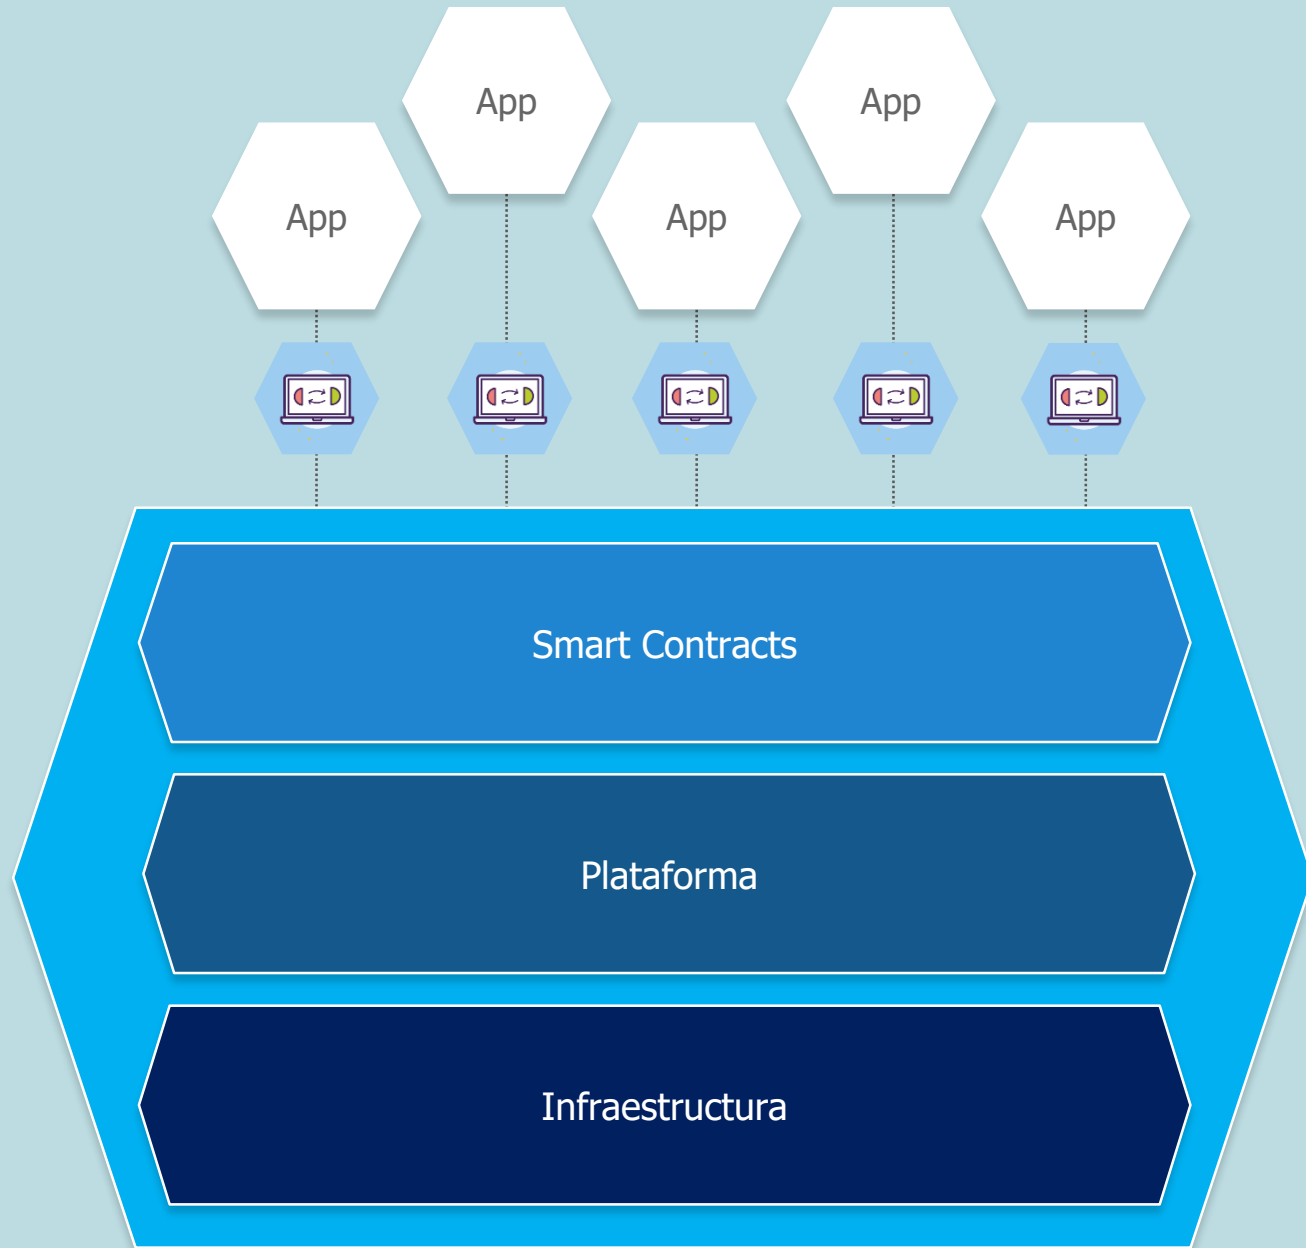 App
App
App
App
App
Smart Contracts
Plataforma
Infraestructura